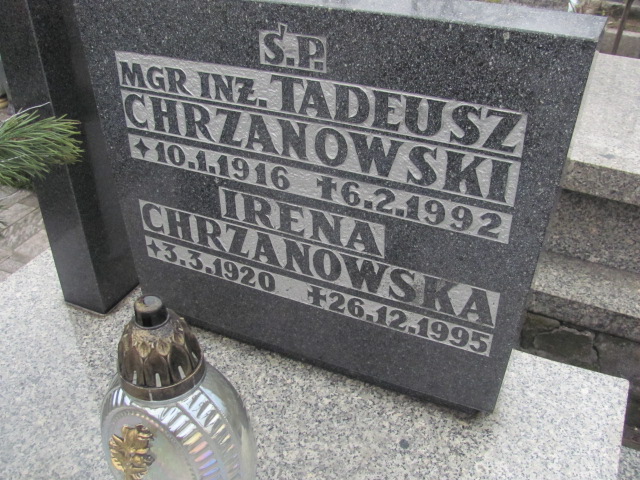 Ś.P.
MGR INŻ. TADEUSZ
CHRZANOWSKI
✦10.1.1916 ✝6.2.1992
IRENA
CHRZANOWSKA
✦3.3.1920 ✝26.12.1995